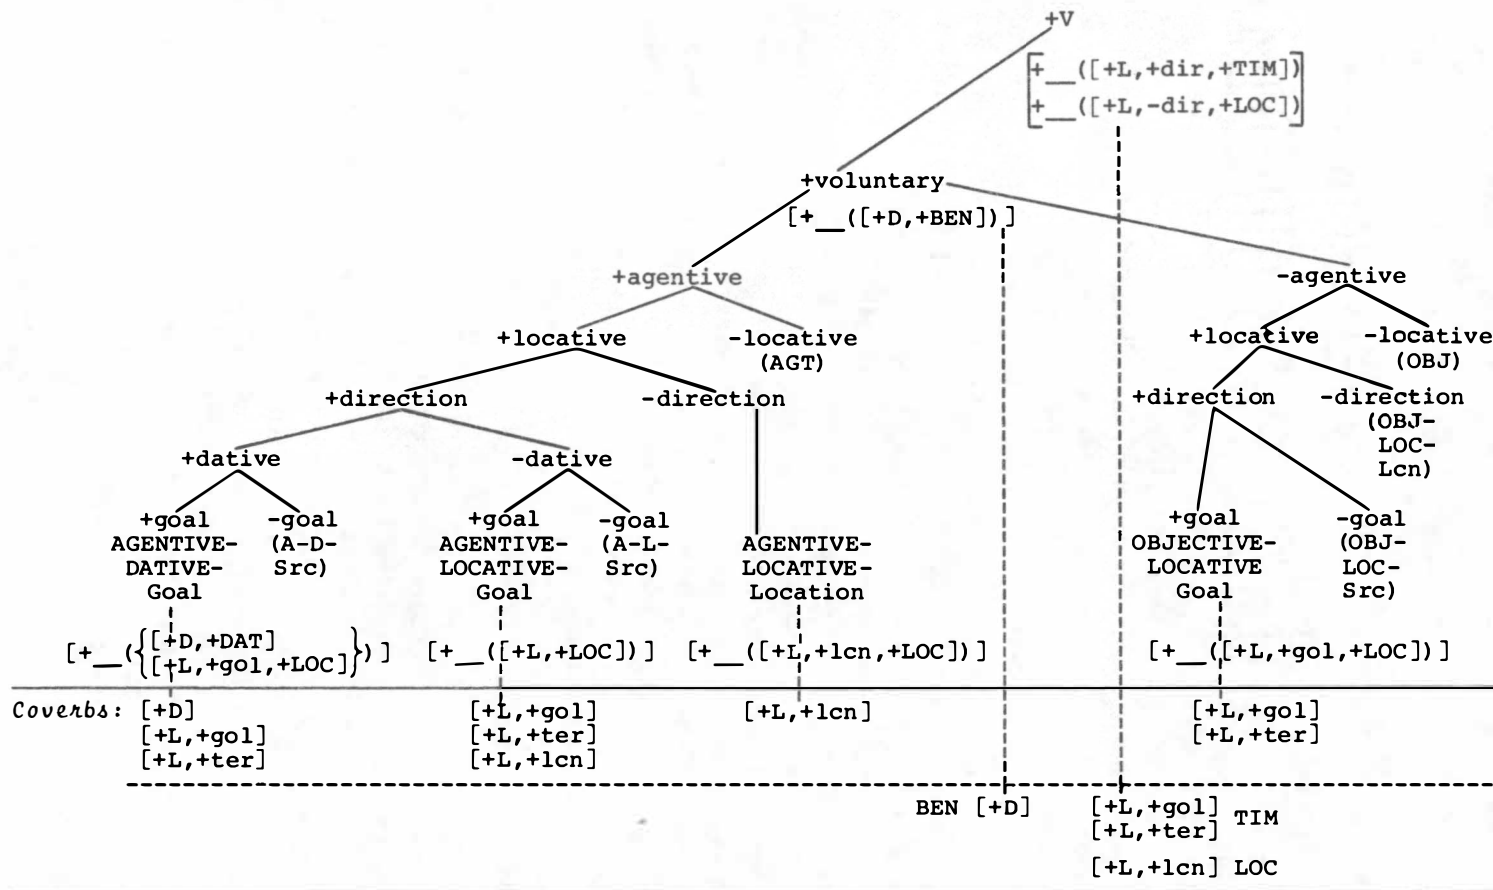 +V
[+__([+L,+dir,+TIM])
+__([+L,-dir,+LOC])]
+voluntary
[+__([+D,+BEN])]
+agentive -agentive
+locative -locative +locative -locative
(AGT) (OBJ)
+direction -direction +direction -direction
(OBJ-
LOC-
Lcn)
+dative -dative
+goal -goal +goal -goal +goal -goal
AGENTIVE- (A-D- AGENTIVE- (A-L- AGENTIVE- OBJECTIVE- (OBJ-
DATIVE- Src) LOCATIVE- Src) LOCATIVE- LOCATIVE LOC-
Goal Goal Location Goal Src)
[+__({[+D,+DAT]
[+L,+gol,+LOC]})] [+__([+L,+LOC])] [+__([+L,+lcn,+LOC])] [+__([+L,+gol,+LOC])]
Coverbs: [+D] [+L,+gol] [+L,+lcn] [+L,+gol]
[+L,+gol] [+L,+ter] [+L,+ter]
[+L,+ter] [+L,+lcn]
BEN [+D] [+L,+gol] TIM
[+L,+ter]
[+L,+lcn] LOC